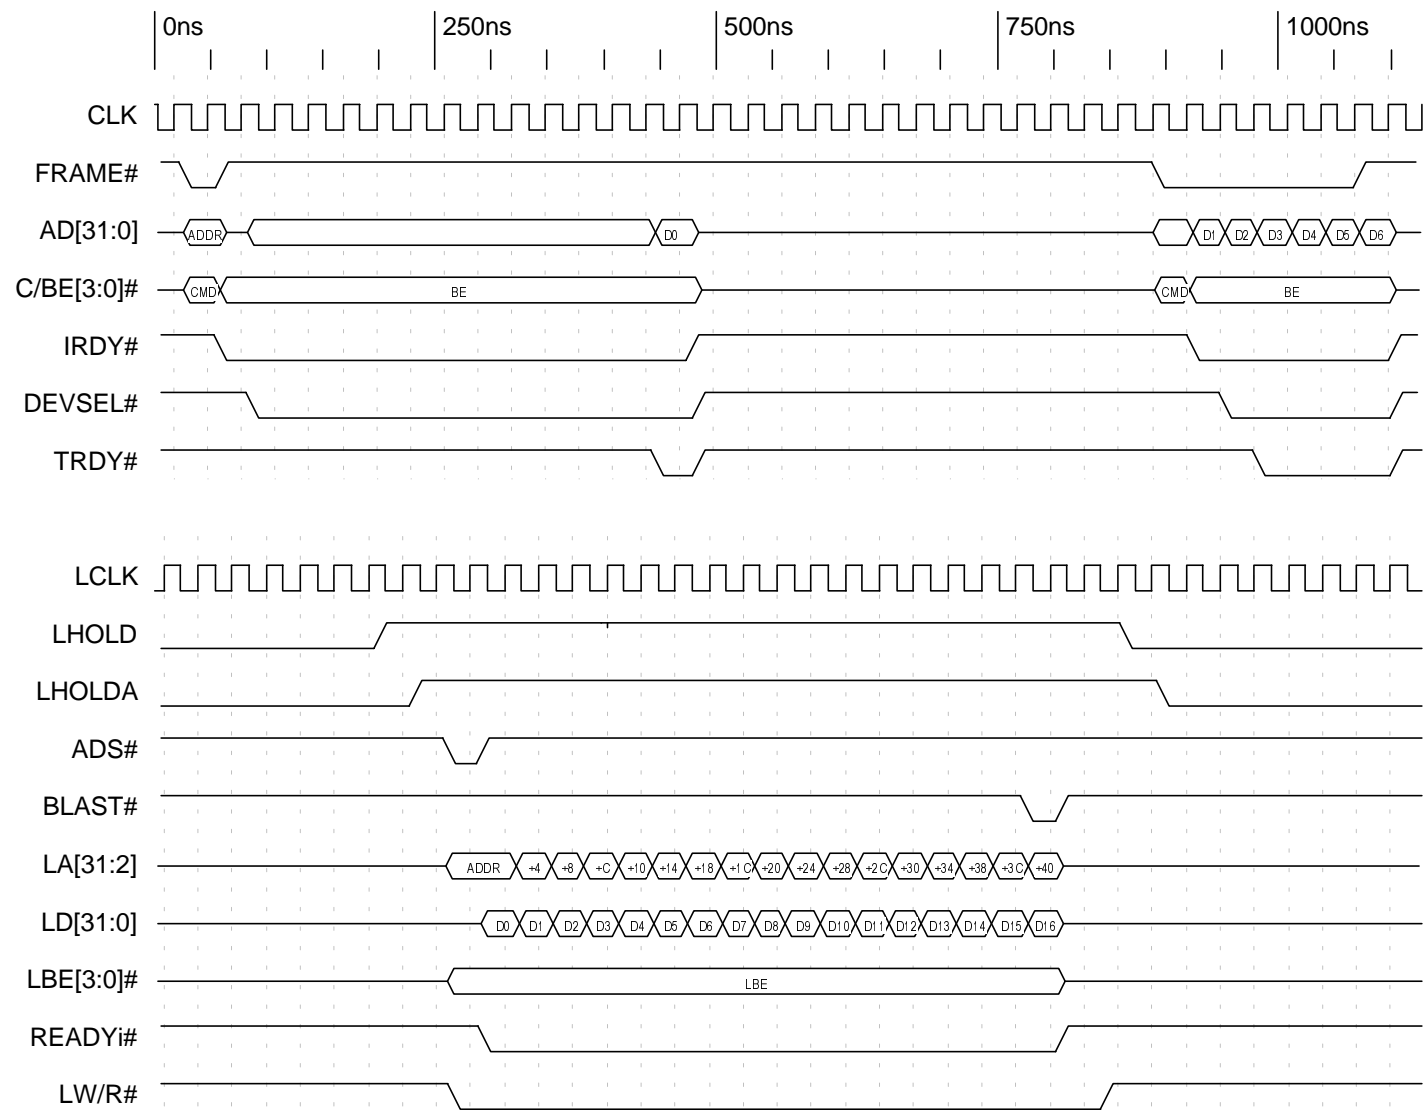 0ns 250ns 500ns 750ns 1000ns
CLK
FRAME#
AD[31:0] ADDR D0 D1 D2 D3 D4 D5 D6
C/BE[3:0]# CMD BE CMD BE
IRDY#
DEVSEL#
TRDY#
LCLK
LHOLD
LHOLDA
ADS#
BLAST#
LA[31:2] ADDR +4 +8 +C +10 +14 +18 +1C +20 +24 +28 +2C +30 +34 +38 +3C +40
LD[31:0] D0 D1 D2 D3 D4 D5 D6 D7 D8 D9 D10 D11 D12 D13 D14 D15 D16
LBE[3:0]# LBE
READYi#
LW/R#